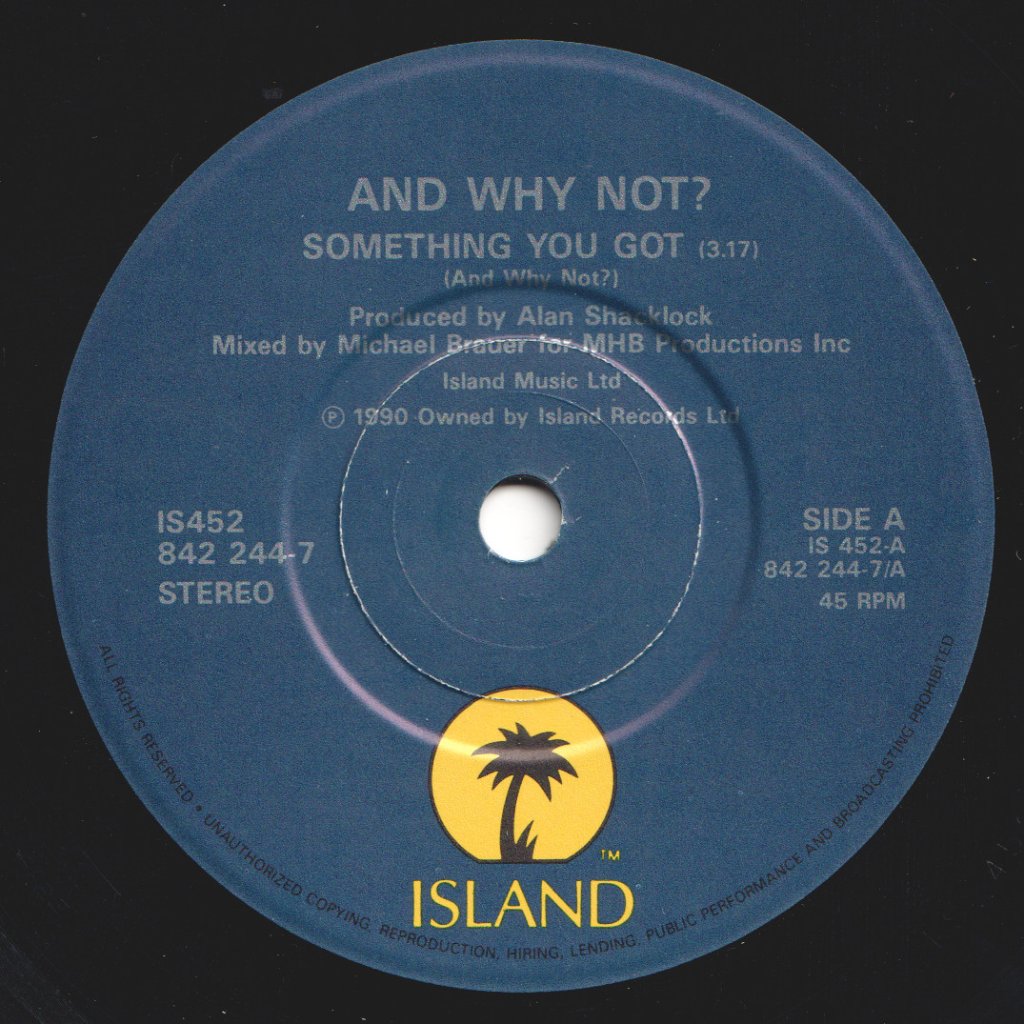 AND WHY NOT?
SOMETHING YOU GOT (3.17)
(And Why Not?)
Produced by Alan Shacklock
Mixed by Michael Brauer for MHB Productions Inc
Island Music Ltd
Ⓟ 1990 Owned by Island Records Ltd
IS452
842 244-7
STEREO
SIDE A
IS 452-A
842 244-7/A
45 RPM
TM
ISLAND
ALL RIGHTS RESERVED • UNAUTHORIZED COPYING, REPRODUCTION, HIRING, LENDING, PUBLIC PERFORMANCE AND BROADCASTING PROHIBITED